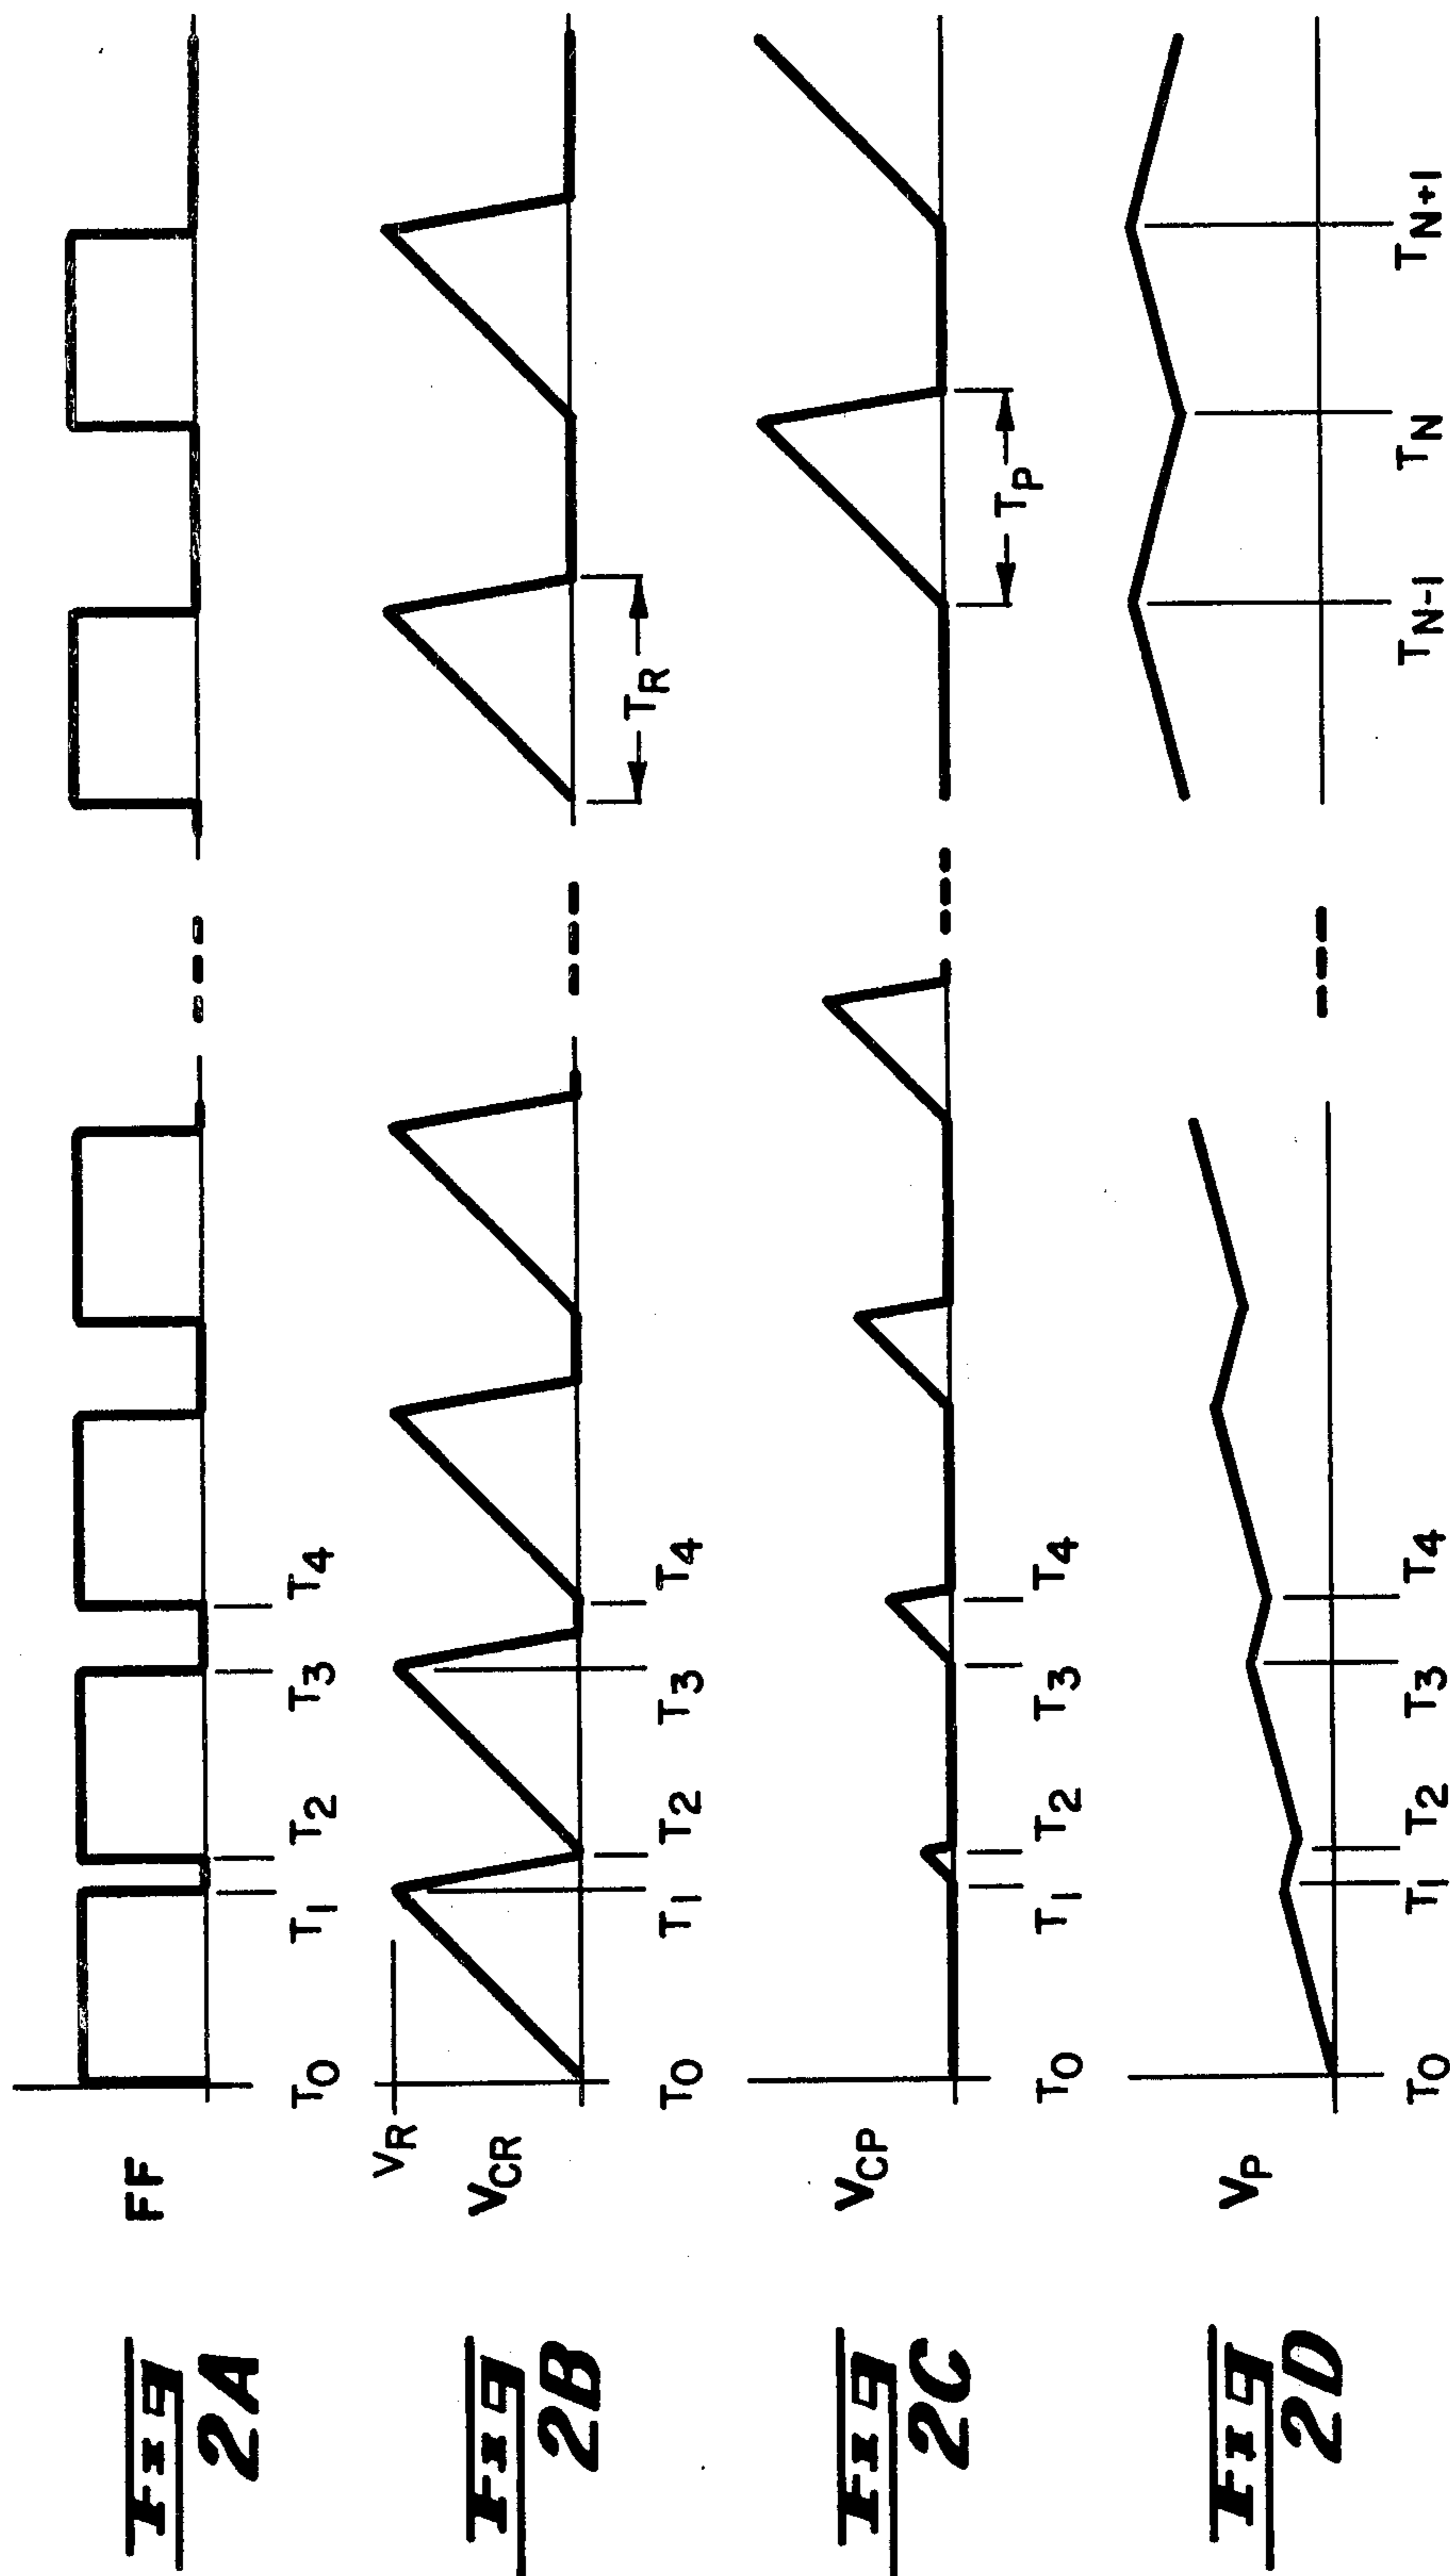 Fig
2A
FF
T0 T1 T2 T3 T4
Fig
2B
VR
VCR
TR
T0 T1 T2 T3 T4
Fig
2C
VCP
TP
T0 T1 T2 T3 T4
Fig
2D
VP
T0 T1 T2 T3 T4 TN-1 TN TN+1